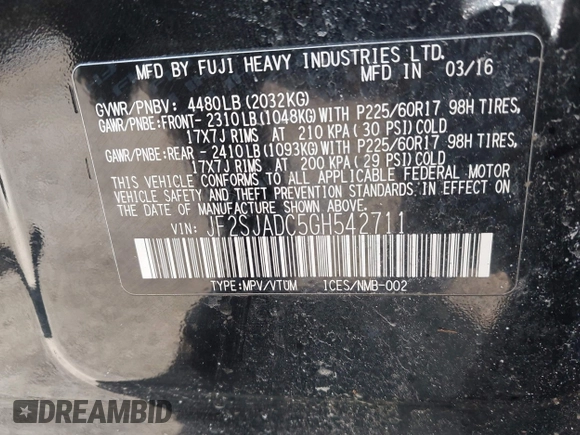 MFD BY FUJI HEAVY INDUSTRIES LTD.
MFD IN 03/16
GVWR/PNBV: 4480LB (2032KG)
GAWR/PNBE:FRONT- 2310LB (1048KG) WITH P225/60R17 98H TIRES,
17X7J RIMS AT 210 KPA ( 30 PSI) COLD
GAWR/PNBE:REAR - 2410LB (1093KG) WITH P225/60R17 98H TIRES,
17X7J RIMS AT 200 KPA ( 29 PSI) COLD
THIS VEHICLE CONFORMS TO ALL APPLICABLE FEDERAL MOTOR
VEHICLE SAFETY AND THEFT PREVENTION STANDARDS IN EFFECT ON
THE DATE OF MANUFACTURE SHOWN ABOVE.
VIN: JF2SJADC5GH542711
TYPE:MPV/VTUM ICES/NMB-002
DREAMBID